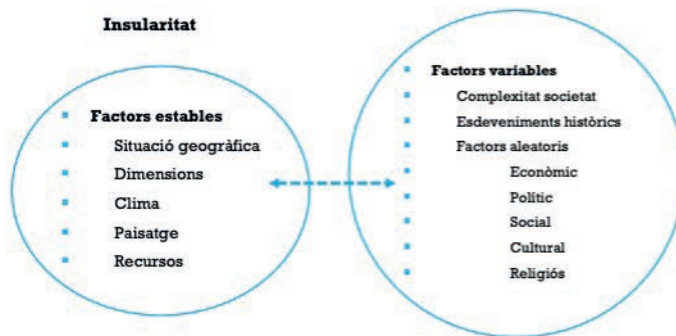 Insularitat
Factors estables
Situació geogràfica
Dimensions
Clima
Paisatge
Recursos
Factors variables
Complexitat societat
Esdeveniments històrics
Factors aleatoris
Econòmic
Polític
Social
Cultural
Religiós